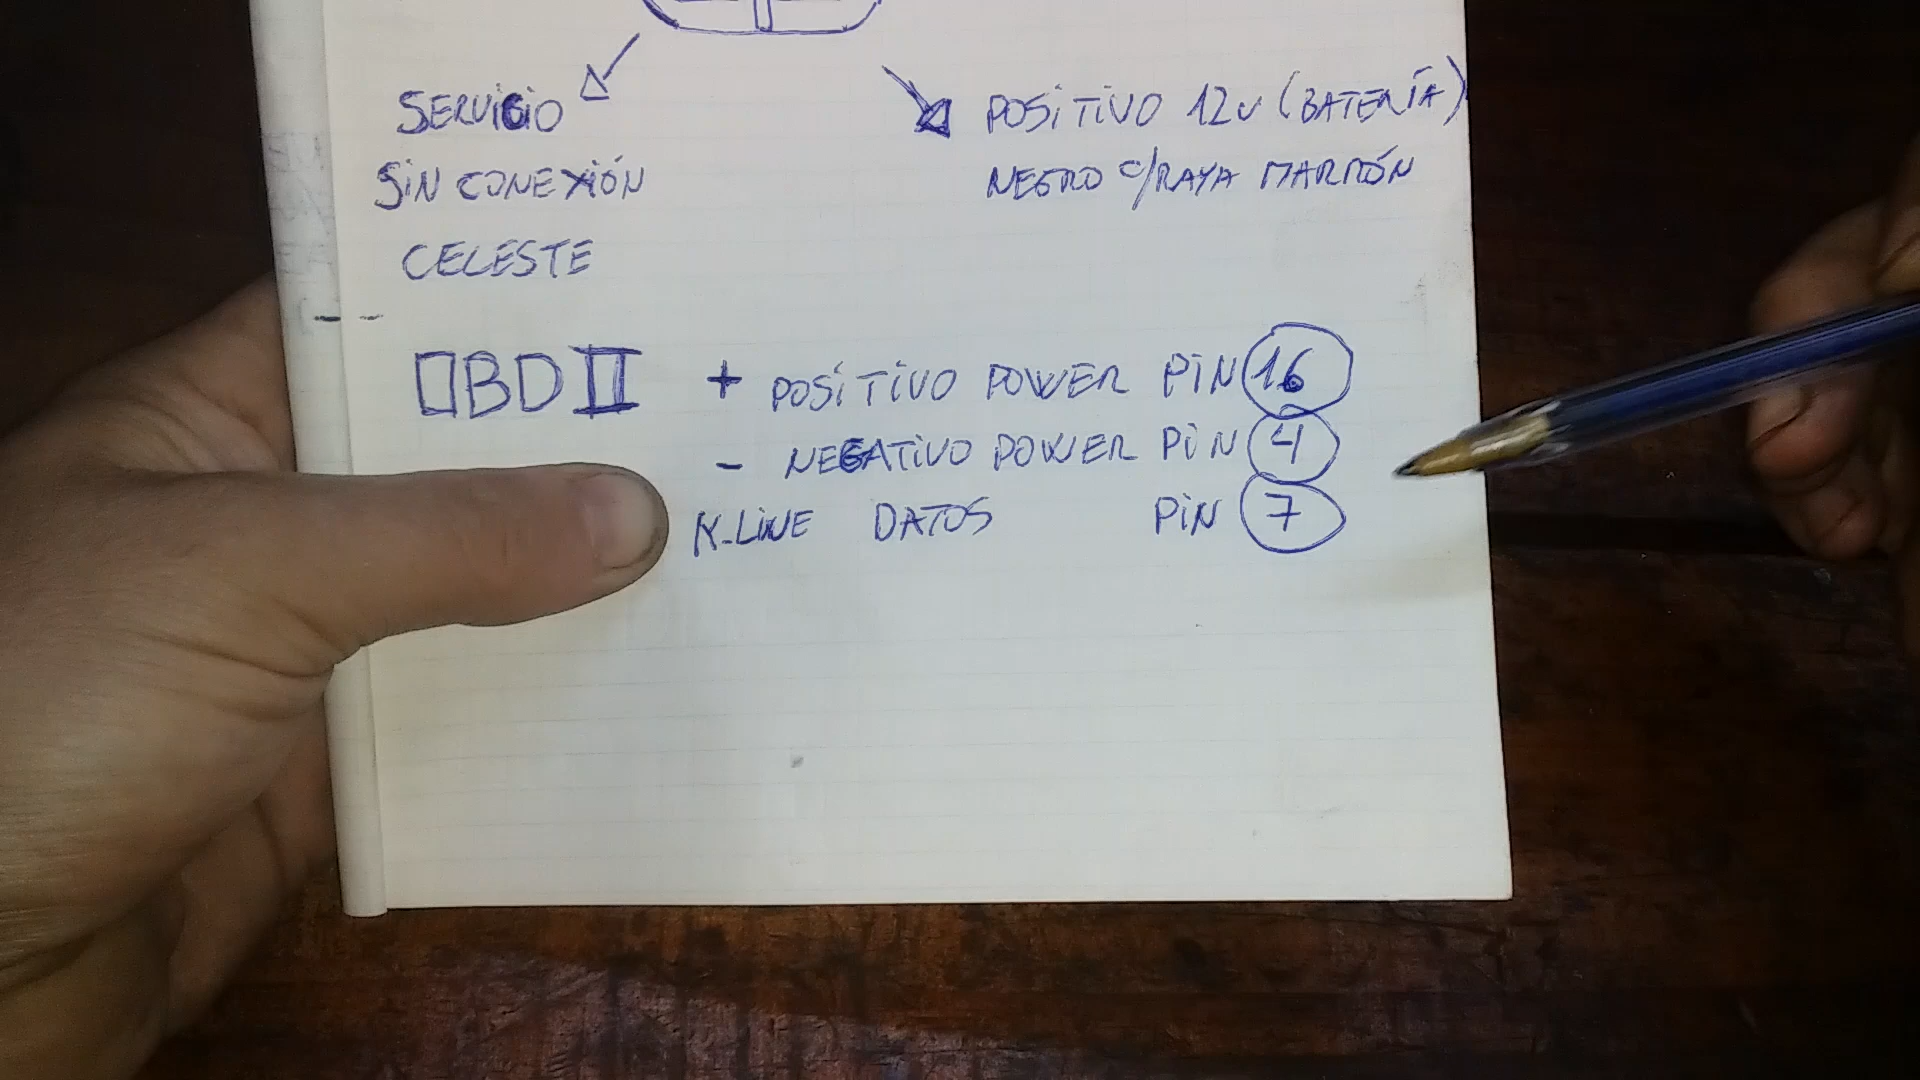 SERVICIO
SIN CONEXIÓN
CELESTE
POSITIVO 12V (BATERÍA)
NEGRO C/RAYA MARRÓN
OBD II + POSITIVO POWER PIN 16
- NEGATIVO POWER PIN 4
K-LINE DATOS PIN 7